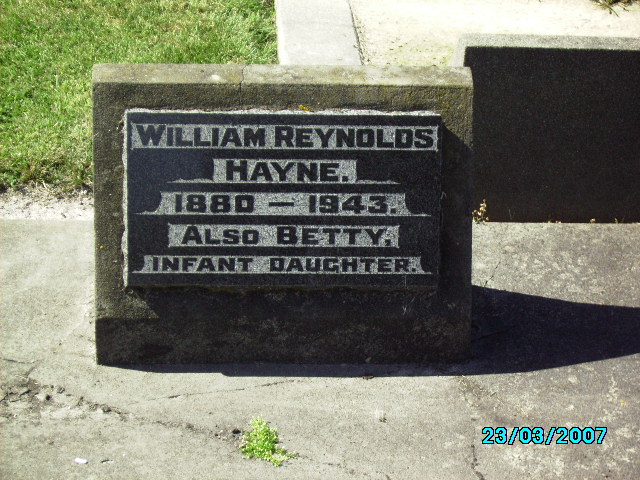 WILLIAM REYNOLDS
HAYNE.
1880 — 1943.
ALSO BETTY,
INFANT DAUGHTER.
23/03/2007